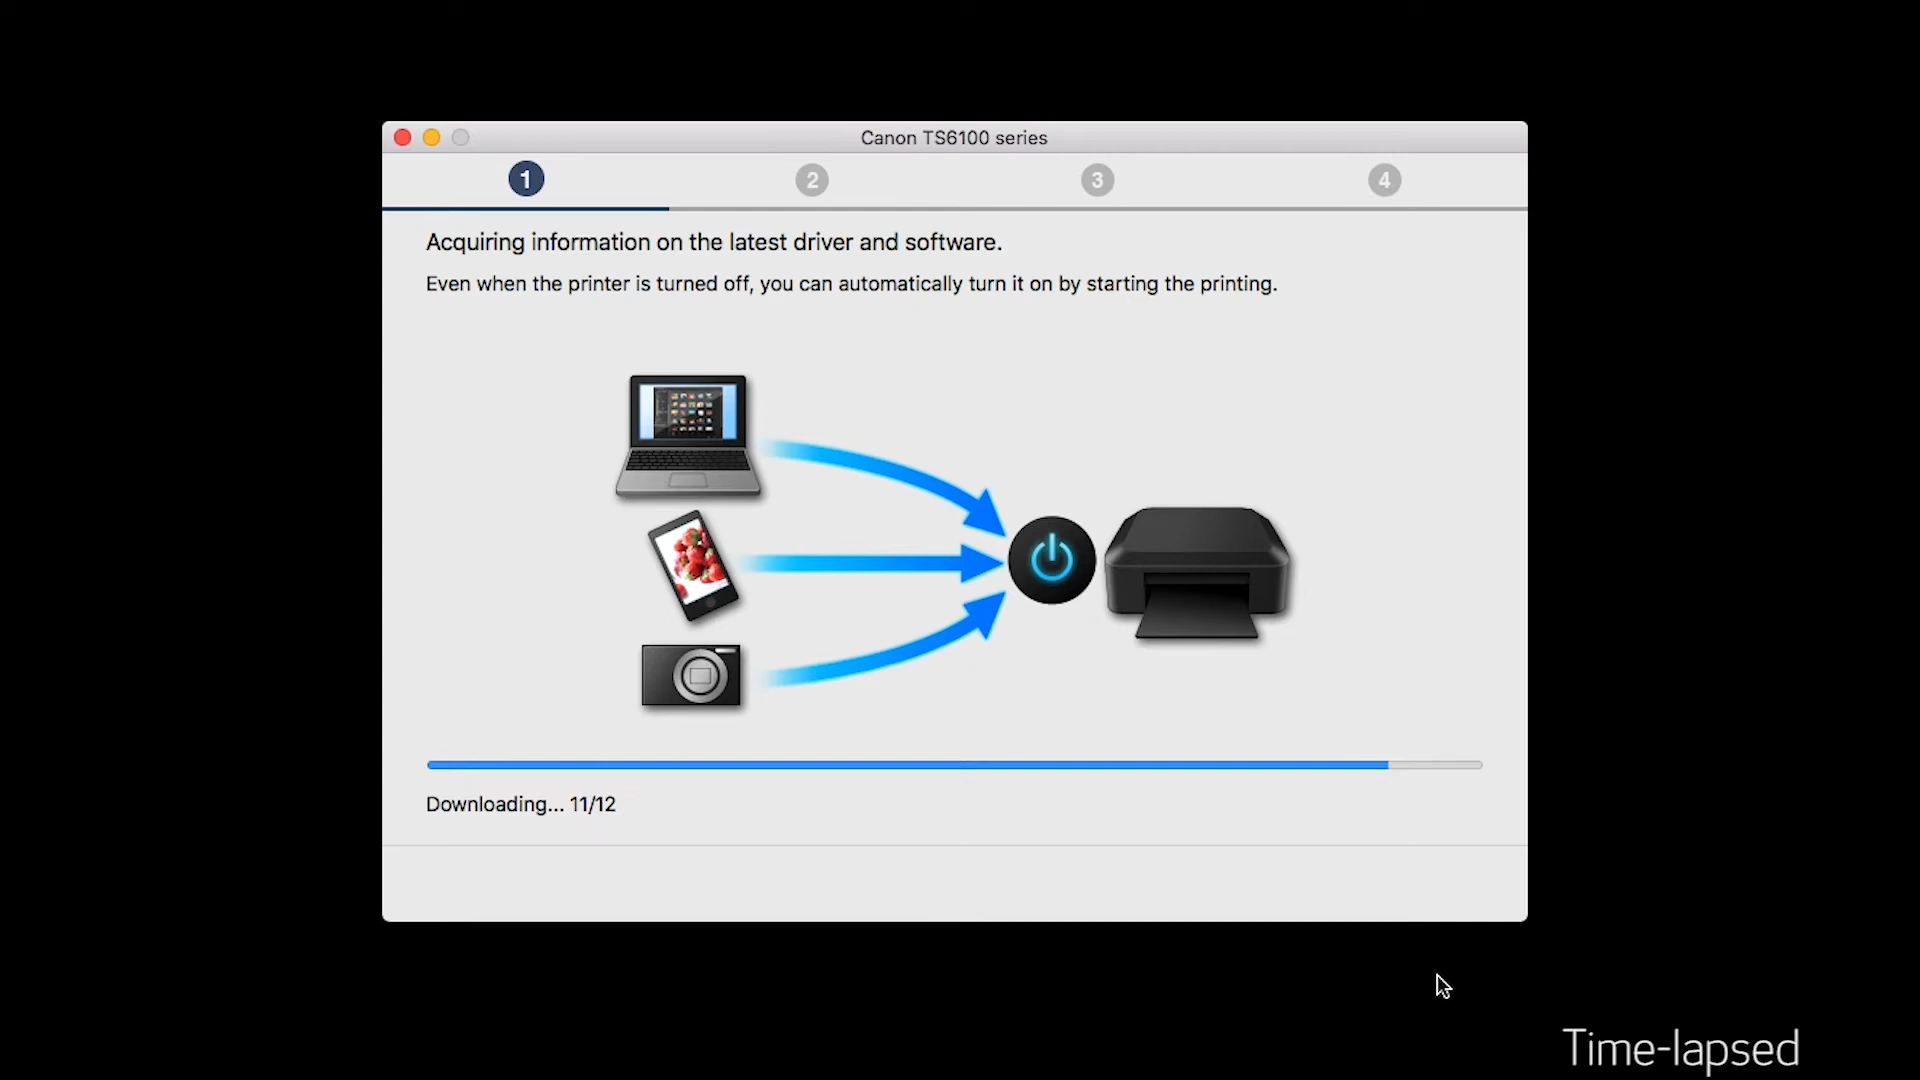 Canon TS6100 series
1
2
3
4
Acquiring information on the latest driver and software.
Even when the printer is turned off, you can automatically turn it on by starting the printing.
Downloading... 11/12
Time-lapsed